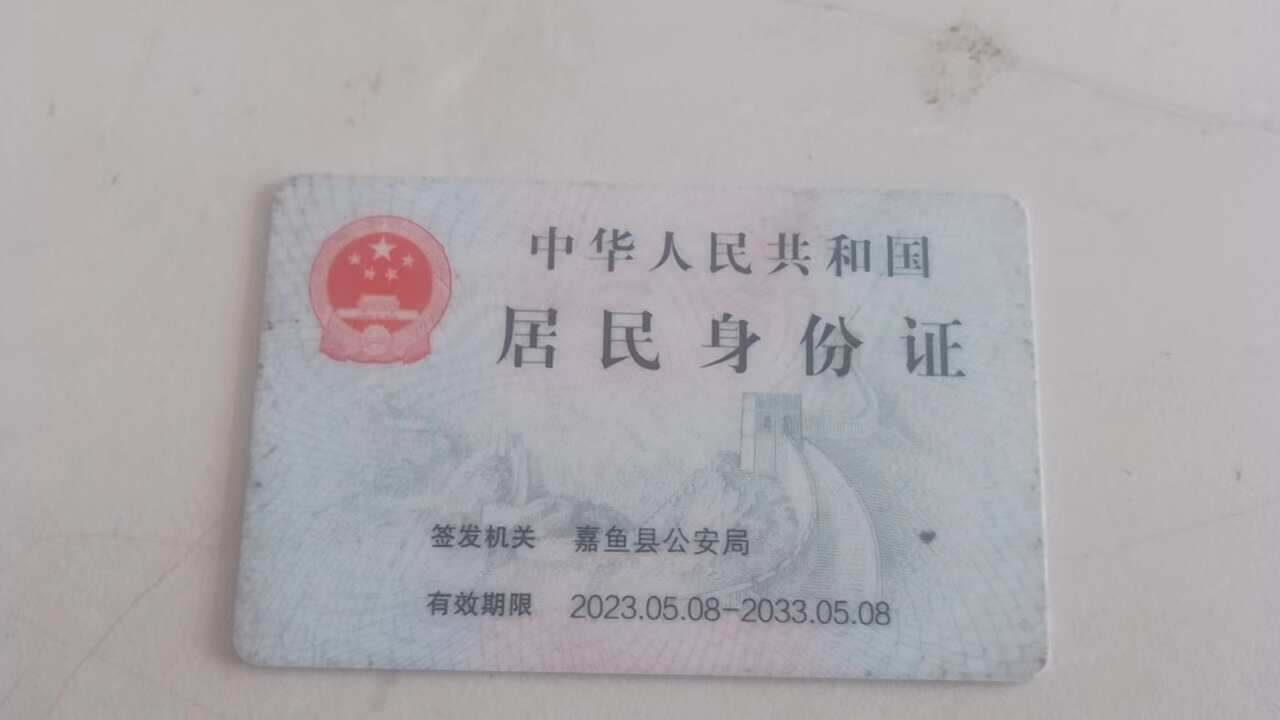 中华人民共和国
居民身份证
签发机关 嘉鱼县公安局
有效期限 2023.05.08-2033.05.08